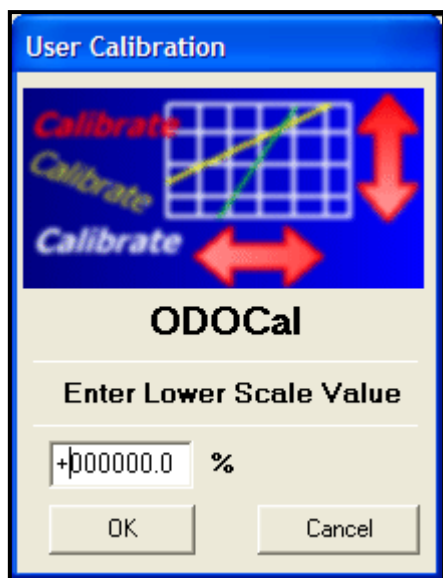 User Calibration
Calibrate
Calibrate
Calibrate
ODOCal
Enter Lower Scale Value
+000000.0 %
OK Cancel